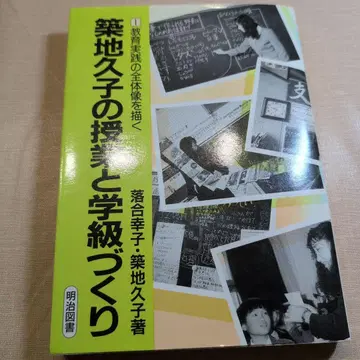 1教育実践の全体像を描く
築地久子の授業と学級づくり
落合幸子・築地久子著
明治図書
支